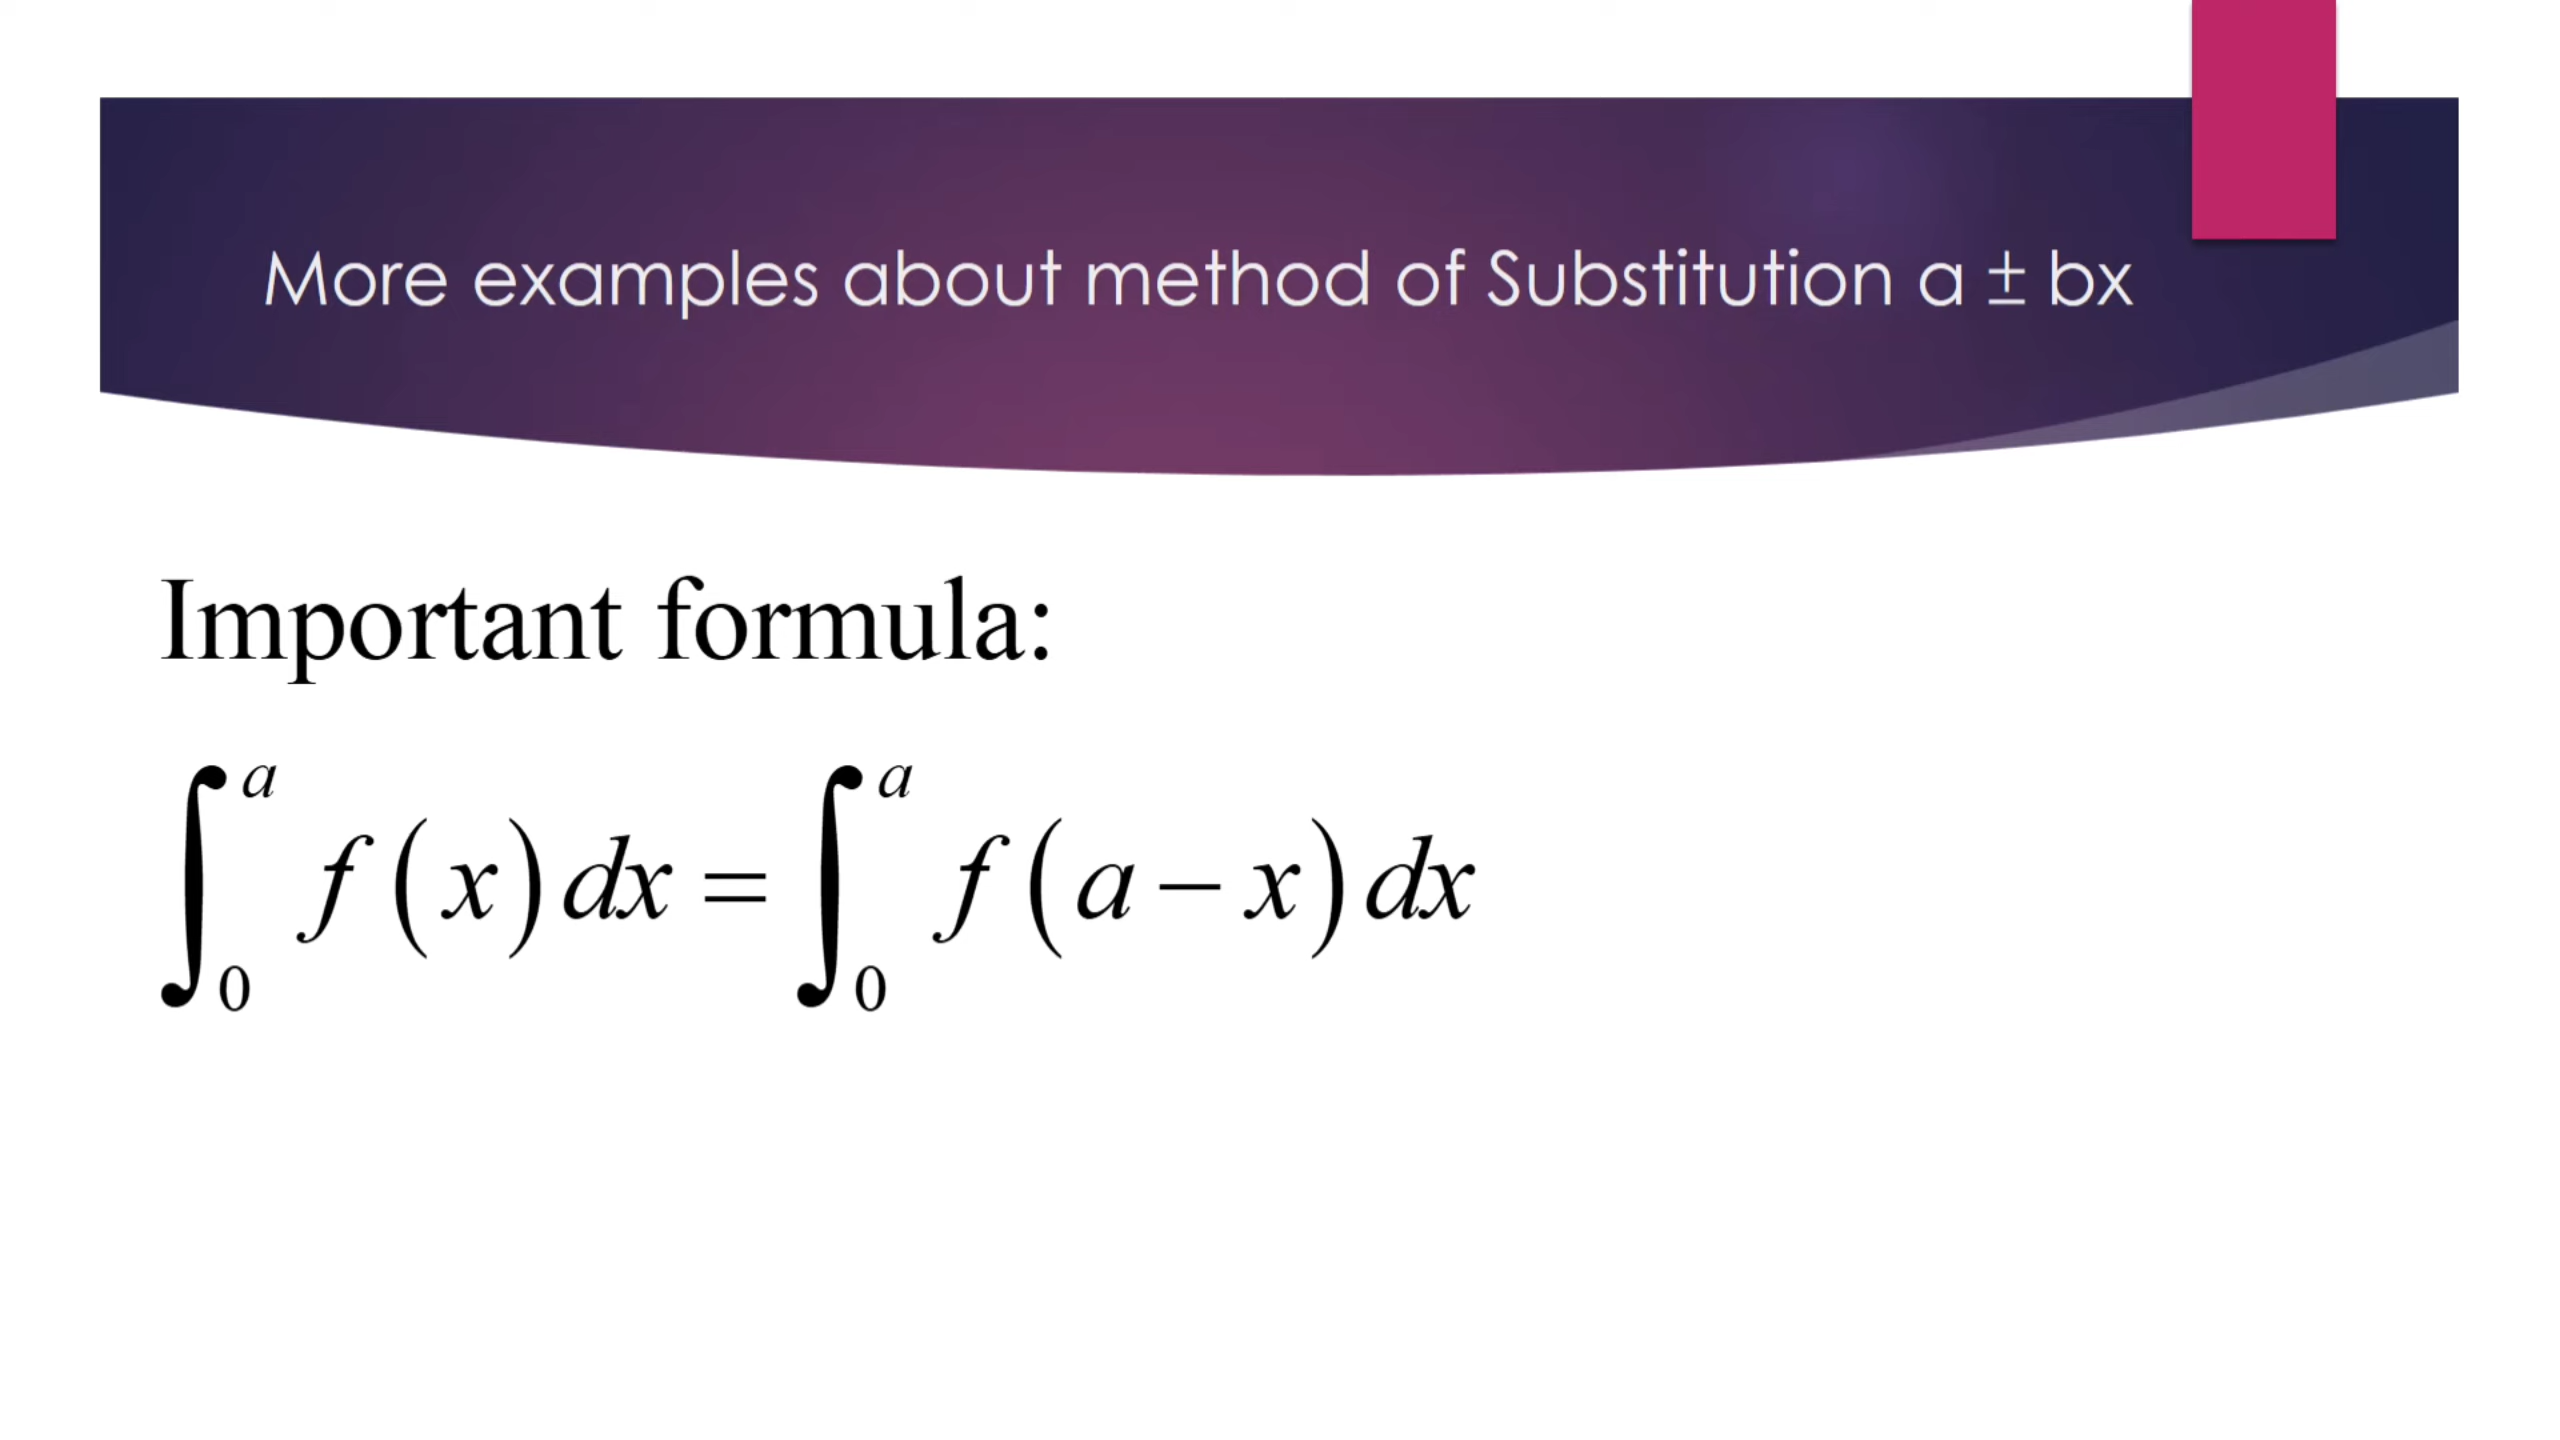 More examples about method of Substitution a ± bx
Important formula:
∫₀ᵃ f(x)dx = ∫₀ᵃ f(a − x)dx